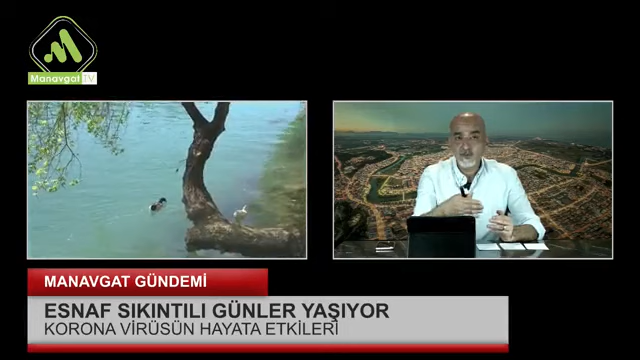 Manavgat TV
MANAVGAT GÜNDEMİ
ESNAF SIKINTILI GÜNLER YAŞIYOR
KORONA VİRÜSÜN HAYATA ETKİLERİ